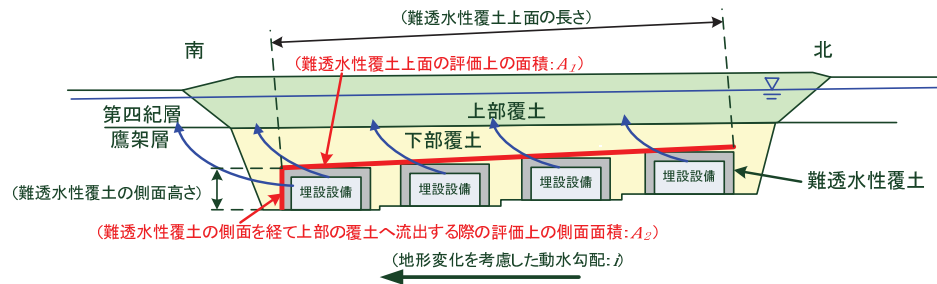 (難透水性覆土上面の長さ)
南
北
(難透水性覆土上面の評価上の面積:A₁)
第四紀層
上部覆土
鷹架層
下部覆土
(難透水性覆土の側面高さ)
埋設設備
埋設設備
埋設設備
埋設設備
難透水性覆土
(難透水性覆土の側面を経て上部の覆土へ流出する際の評価上の側面面積:A₂)
(地形変化を考慮した動水勾配:i)